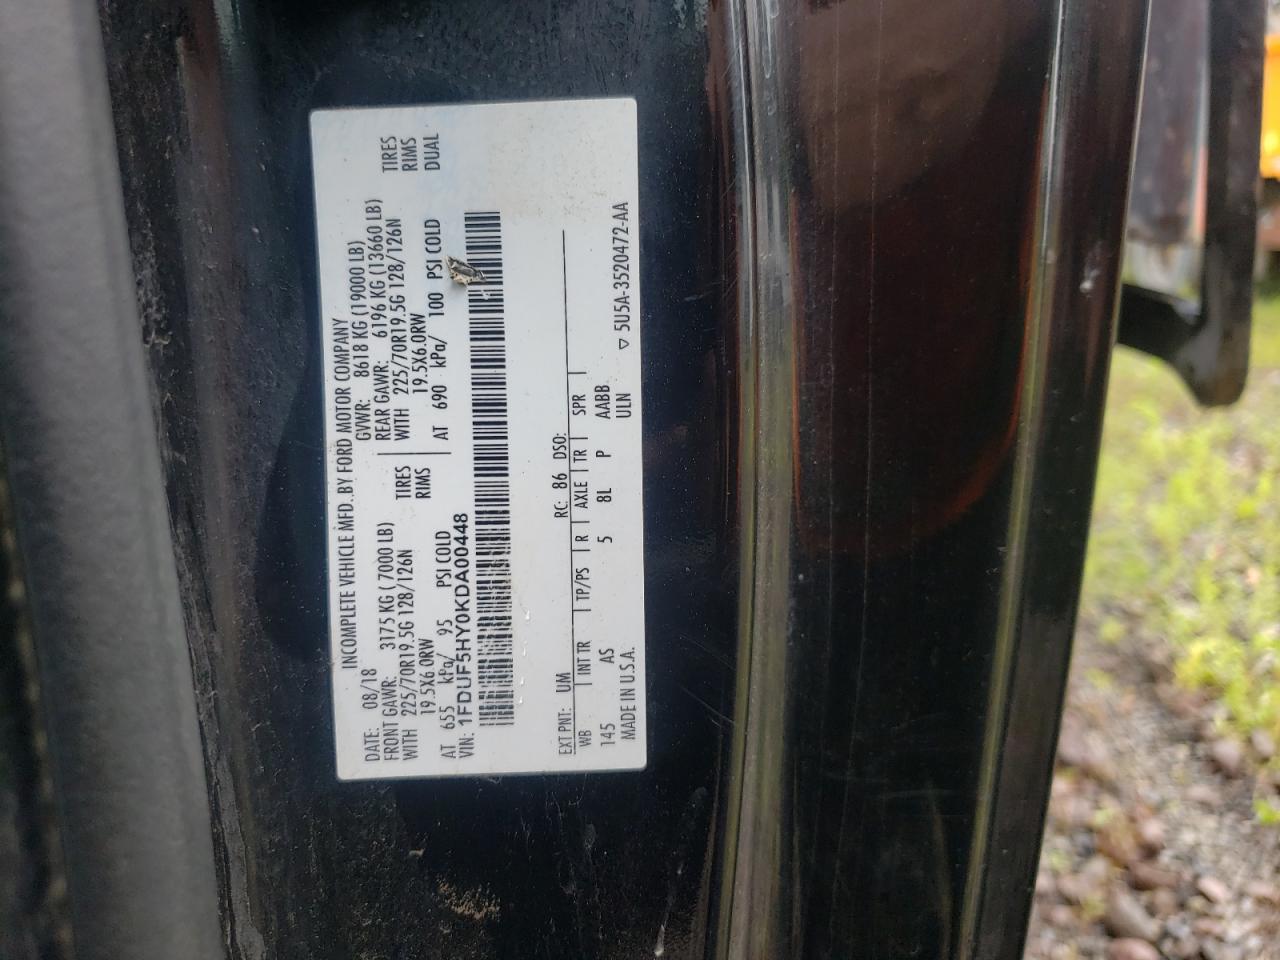 INCOMPLETE VEHICLE MFD. BY FORD MOTOR COMPANY
DATE: 08/18 GVWR: 8618 KG (19000 LB)
FRONT GAWR: 3175 KG (7000 LB) REAR GAWR: 6196 KG (13660 LB)
WITH 225/70R19.5G 128/126N TIRES WITH 225/70R19.5G 128/126N TIRES
19.5X6.0RW RIMS 19.5X6.0RW RIMS
AT 655 kPa/ 95 PSI COLD AT 690 kPa/ 100 PSI COLD DUAL
VIN: 1FDUF5HY0KDA00448
EXT PNT: UM RC: 86 DSO:
WB INT TR TP/PS R AXLE TR SPR
145 AS 5 8L P AABB
MADE IN U.S.A. ULN ▽ 5U5A-3520472-AA